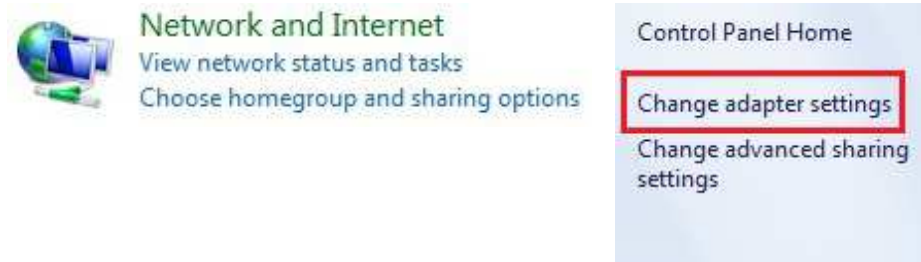 Network and Internet
View network status and tasks
Choose homegroup and sharing options
Control Panel Home
Change adapter settings
Change advanced sharing
settings